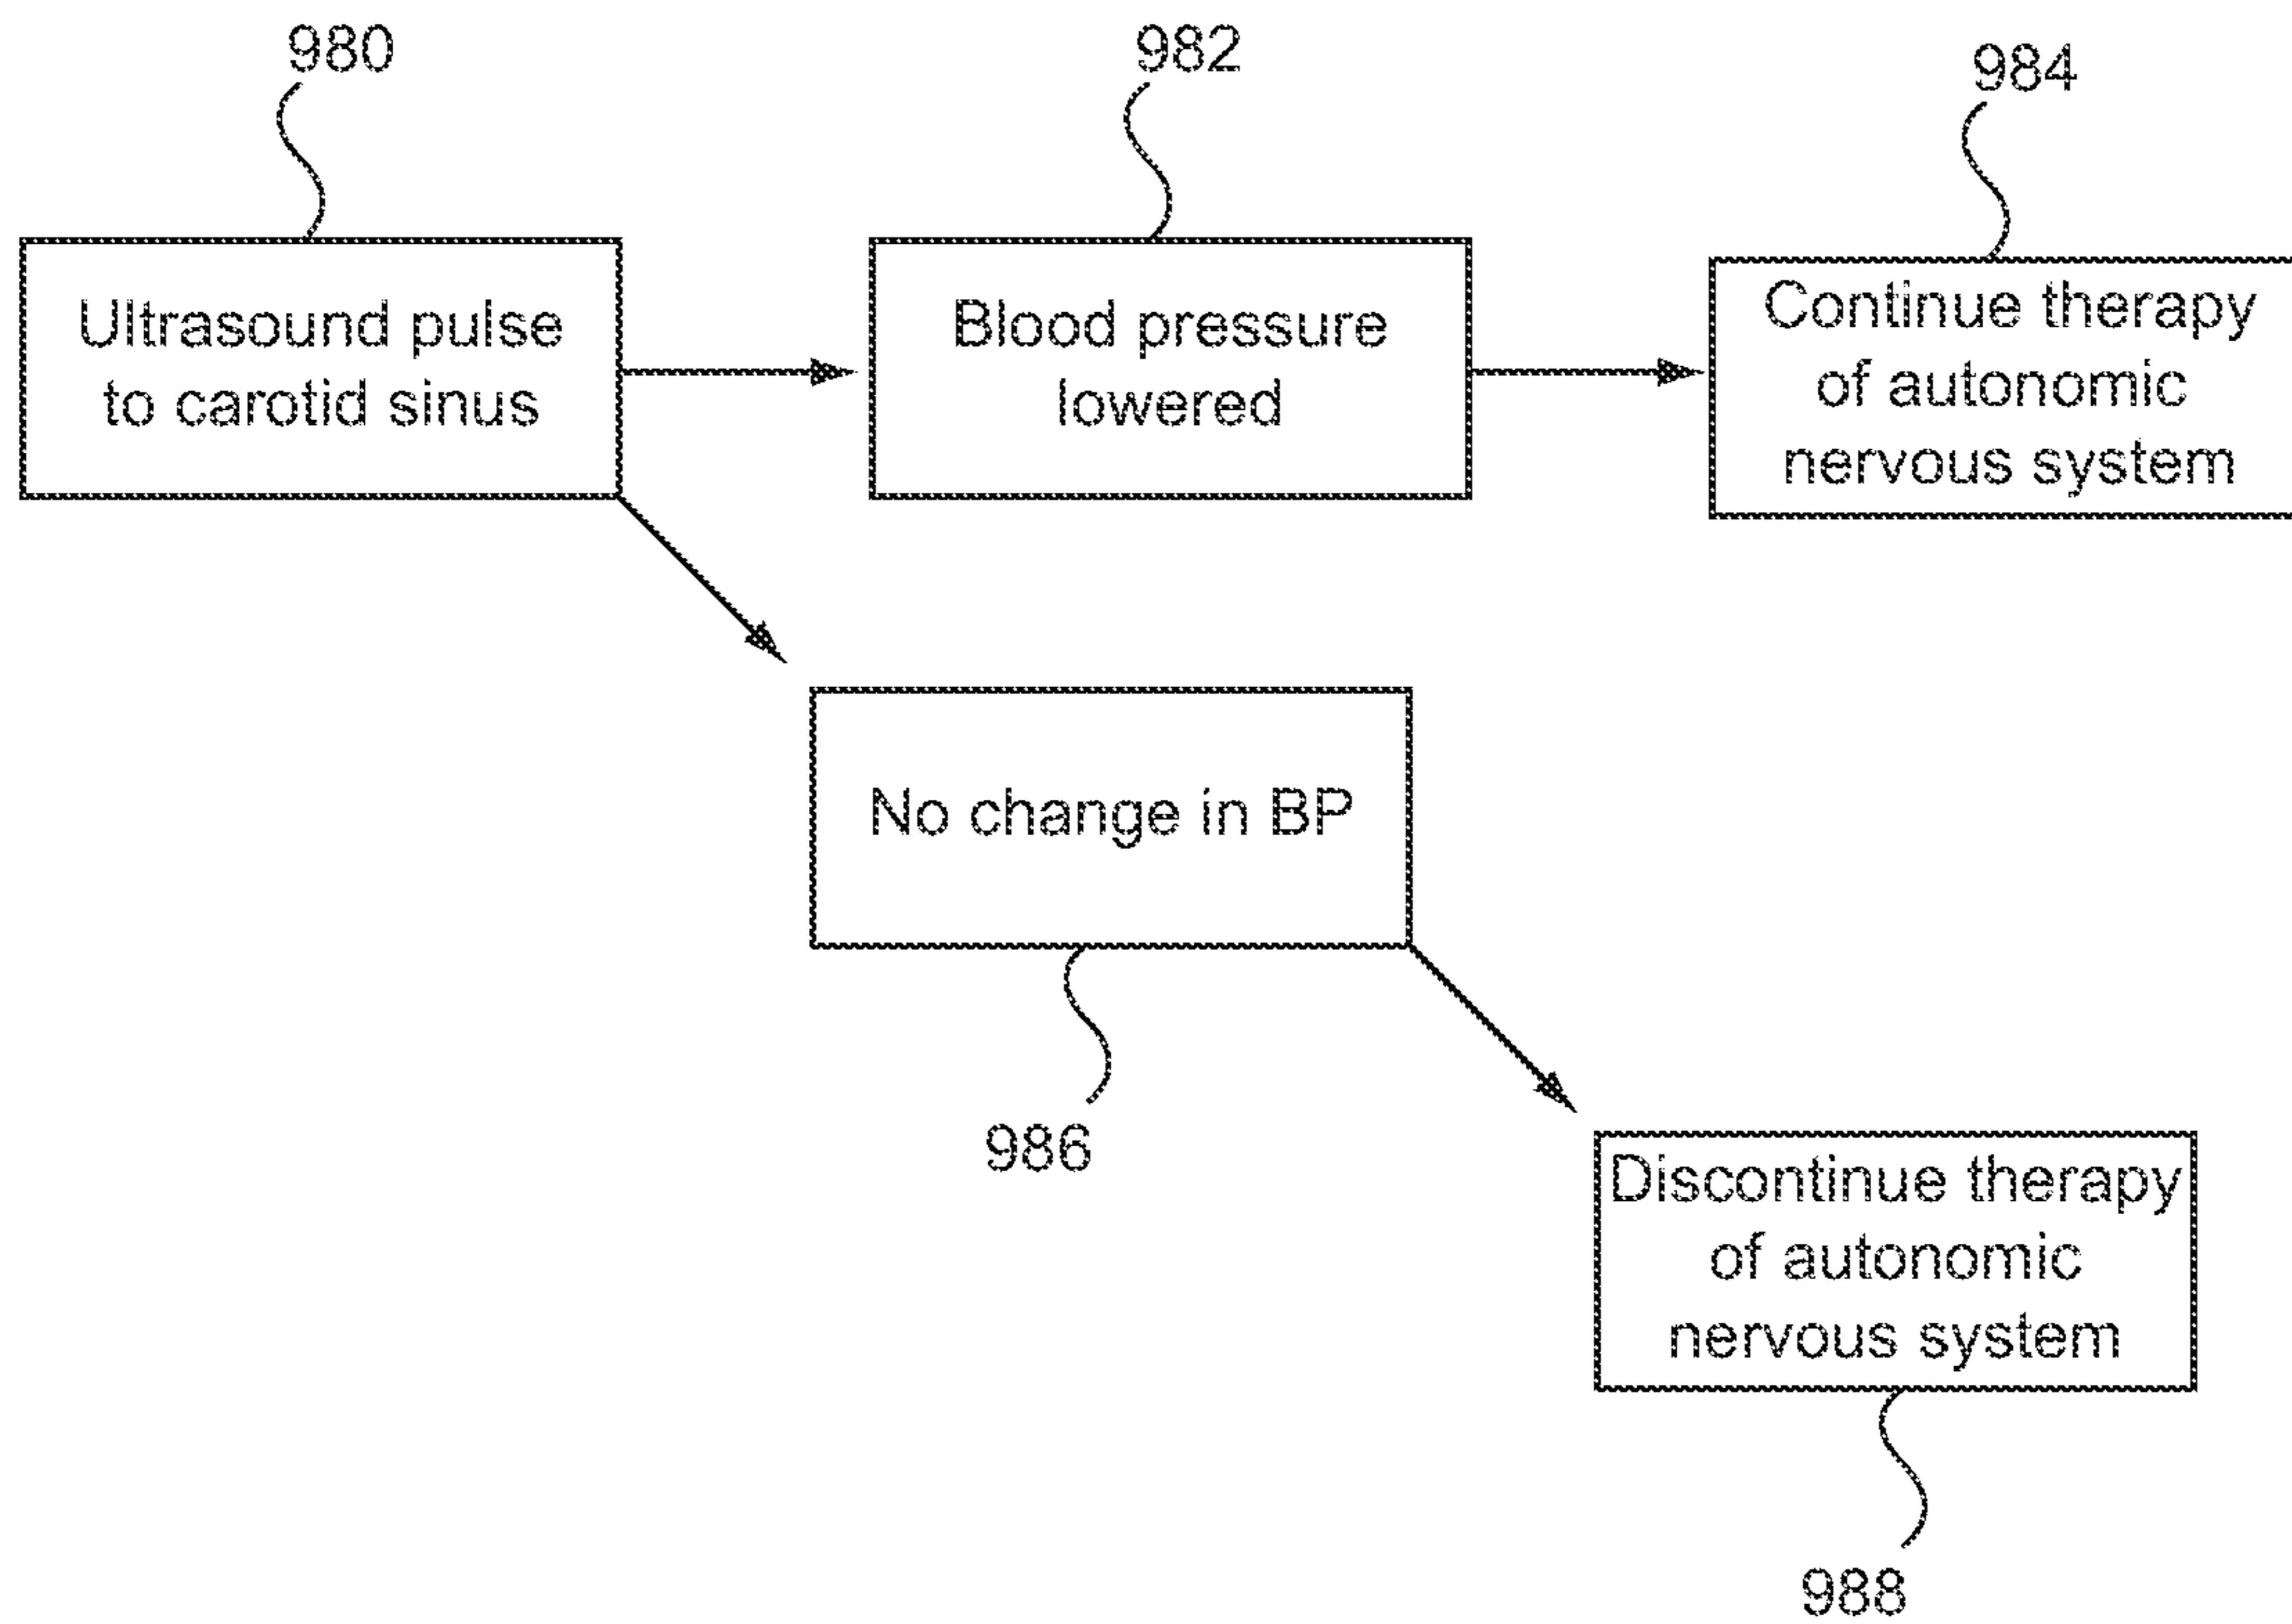 980
982
984
Ultrasound pulse
to carotid sinus
Blood pressure
lowered
Continue therapy
of autonomic
nervous system
No change in BP
986
Discontinue therapy
of autonomic
nervous system
988